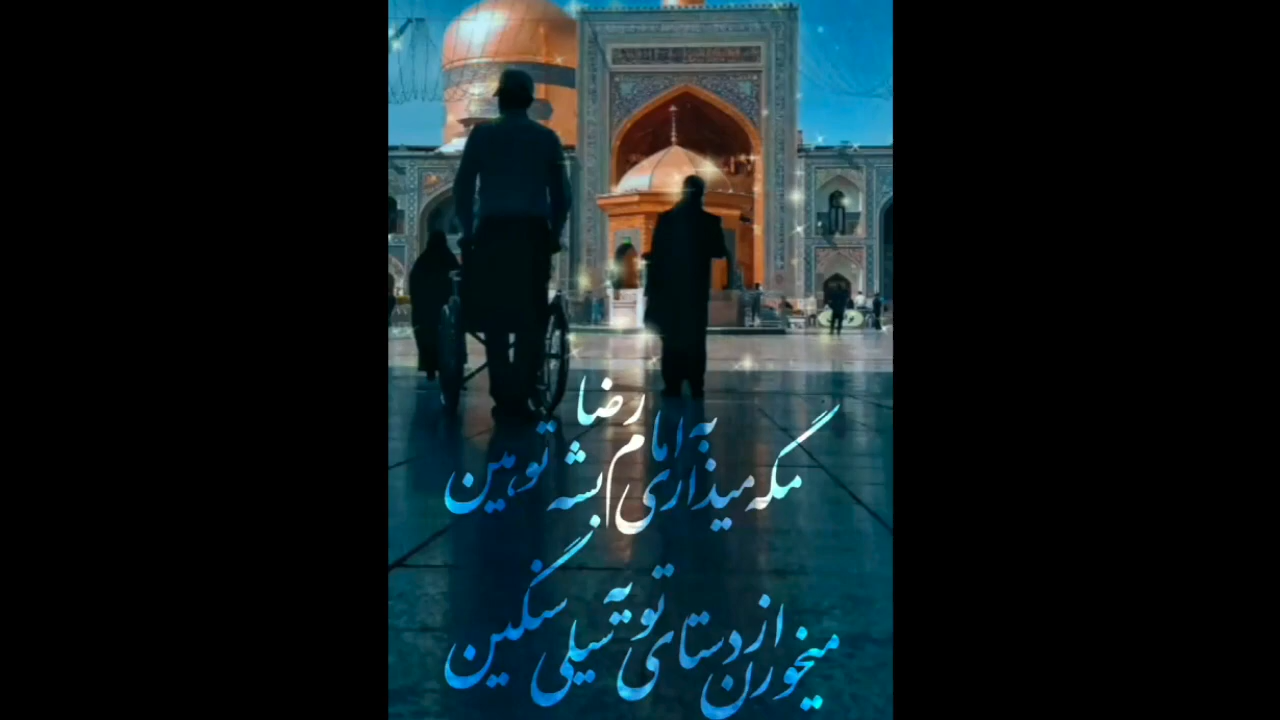 مگه میذاری به امام رضا بشه توهین
میخورن از دستای تو یه سیلی سنگین